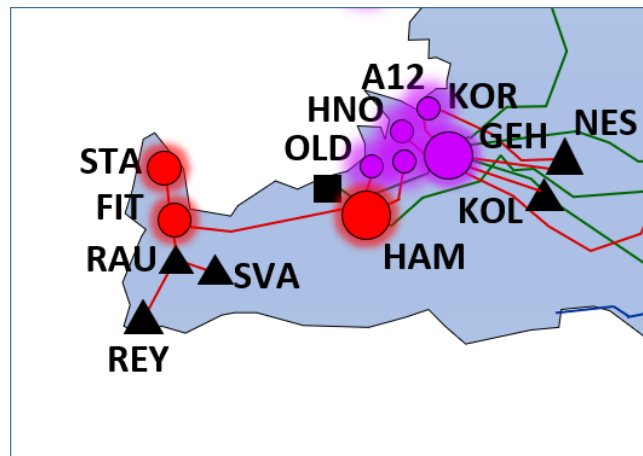 A12
KOR
HNO
NES
GEH
OLD
STA
KOL
FIT
HAM
RAU
SVA
REY